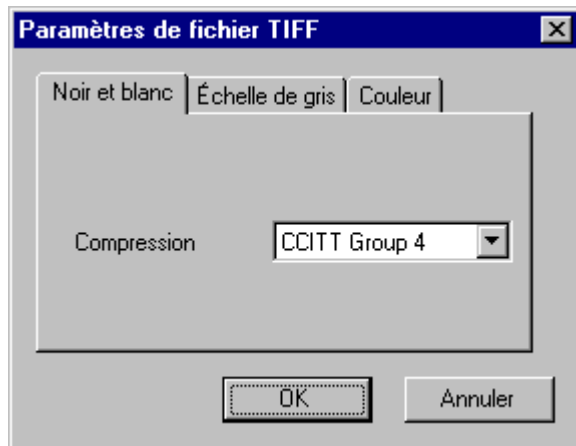 Paramètres de fichier TIFF
Noir et blanc Échelle de gris Couleur
Compression CCITT Group 4
OK Annuler